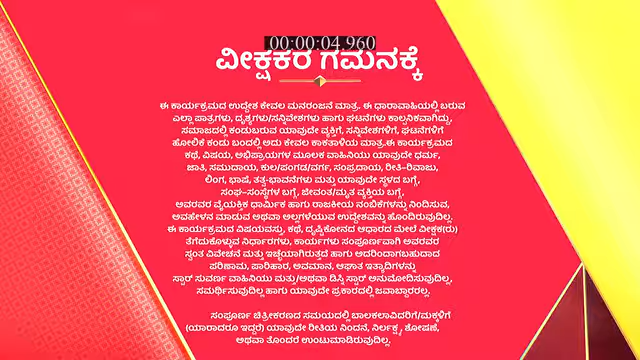 00:00:04.960
ವೀಕ್ಷಕರ ಗಮನಕ್ಕೆ
ಈ ಕಾರ್ಯಕ್ರಮದ ಉದ್ದೇಶ ಕೇವಲ ಮನರಂಜನೆ ಮಾತ್ರ. ಈ ಧಾರಾವಾಹಿಯಲ್ಲಿ ಬರುವ
ಎಲ್ಲಾ ಪಾತ್ರಗಳು, ದೃಶ್ಯಗಳು/ಸನ್ನಿವೇಶಗಳು ಹಾಗು ಘಟನೆಗಳು ಕಾಲ್ಪನಿಕವಾಗಿದ್ದು,
ಸಮಾಜದಲ್ಲಿ ಕಂಡುಬರುವ ಯಾವುದೇ ವ್ಯಕ್ತಿಗೆ, ಸನ್ನಿವೇಶಗಳಿಗೆ, ಘಟನೆಗಳಿಗೆ
ಹೋಲಿಕೆ ಕಂಡು ಬಂದಲ್ಲಿ ಅದು ಕೇವಲ ಕಾಕತಾಳಿಯ ಮಾತ್ರ.ಈ ಕಾರ್ಯಕ್ರಮದ
ಕಥೆ, ವಿಷಯ, ಅಭಿಪ್ರಾಯಗಳ ಮೂಲಕ ವಾಹಿನಿಯು ಯಾವುದೇ ಧರ್ಮ,
ಜಾತಿ, ಸಮುದಾಯ, ಕುಲ/ಪಂಗಡ/ವರ್ಗ, ಸಂಪ್ರದಾಯ, ರೀತಿ-ರಿವಾಜು,
ಲಿಂಗ, ಭಾಷೆ, ತತ್ವ-ಭಾವನೆಗಳು ಮತ್ತು ಯಾವುದೇ ಸ್ಥಳದ ಬಗ್ಗೆ,
ಸಂಘ-ಸಂಸ್ಥೆಗಳ ಬಗ್ಗೆ, ಜೀವಂತ/ಮೃತ ವ್ಯಕ್ತಿಯ ಬಗ್ಗೆ,
ಅವರವರ ವೈಯಕ್ತಿಕ ಧಾರ್ಮಿಕ ಹಾಗು ರಾಜಕೀಯ ನಂಬಿಕೆಗಳನ್ನು ನಿಂದಿಸುವ,
ಅವಹೇಳನ ಮಾಡುವ ಅಥವಾ ಅಲ್ಲಗಳೆಯುವ ಉದ್ದೇಶವನ್ನು ಹೊಂದಿರುವುದಿಲ್ಲ.
ಈ ಕಾರ್ಯಕ್ರಮದ ವಿಷಯವಸ್ತು, ಕಥೆ, ದೃಷ್ಟಿಕೋನದ ಆಧಾರದ ಮೇಲೆ ವೀಕ್ಷಕ(ರು)
ತೆಗೆದುಕೊಳ್ಳುವ ನಿರ್ಧಾರಗಳು, ಕಾರ್ಯಗಳು ಸಂಪೂರ್ಣವಾಗಿ ಅವರವರ
ಸ್ವಂತ ವಿವೇಚನೆ ಮತ್ತು ಇಚ್ಛೆಯಾಗಿರುತ್ತದೆ ಹಾಗು ಅದರಿಂದಾಗಬಹುದಾದ
ಪರಿಣಾಮ, ಪಾರಿಹಾರ, ಅವಮಾನ, ಆಘಾತ ಇತ್ಯಾದಿಗಳನ್ನು
ಸ್ಟಾರ್ ಸುವರ್ಣ ವಾಹಿನಿಯು ಮತ್ತು/ಅಥವಾ ಡಿಸ್ನಿ ಸ್ಟಾರ್ ಅನುಮೋದಿಸುವುದಿಲ್ಲ,
ಸಮರ್ಥಿಸುವುದಿಲ್ಲ ಹಾಗು ಯಾವುದೇ ಪ್ರಕಾರದಲ್ಲಿ ಜವಾಬ್ದಾರರಲ್ಲ.
ಸಂಪೂರ್ಣ ಚಿತ್ರೀಕರಣದ ಸಮಯದಲ್ಲಿ ಬಾಲಕಲಾವಿದರಿಗೆ/ಮಕ್ಕಳಿಗೆ
(ಯಾರಾದರೂ ಇದ್ದರೆ) ಯಾವುದೇ ರೀತಿಯ ನಿಂದನೆ, ನಿರ್ಲಕ್ಷ್ಯ, ಶೋಷಣೆ,
ಅಥವಾ ತೊಂದರೆ ಉಂಟುಮಾಡಿರುವುದಿಲ್ಲ.